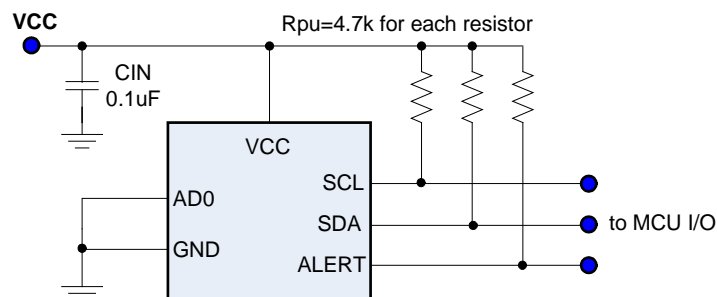 VCC
Rpu=4.7k for each resistor
CIN
0.1uF
VCC
SCL
AD0
SDA
to MCU I/O
GND
ALERT